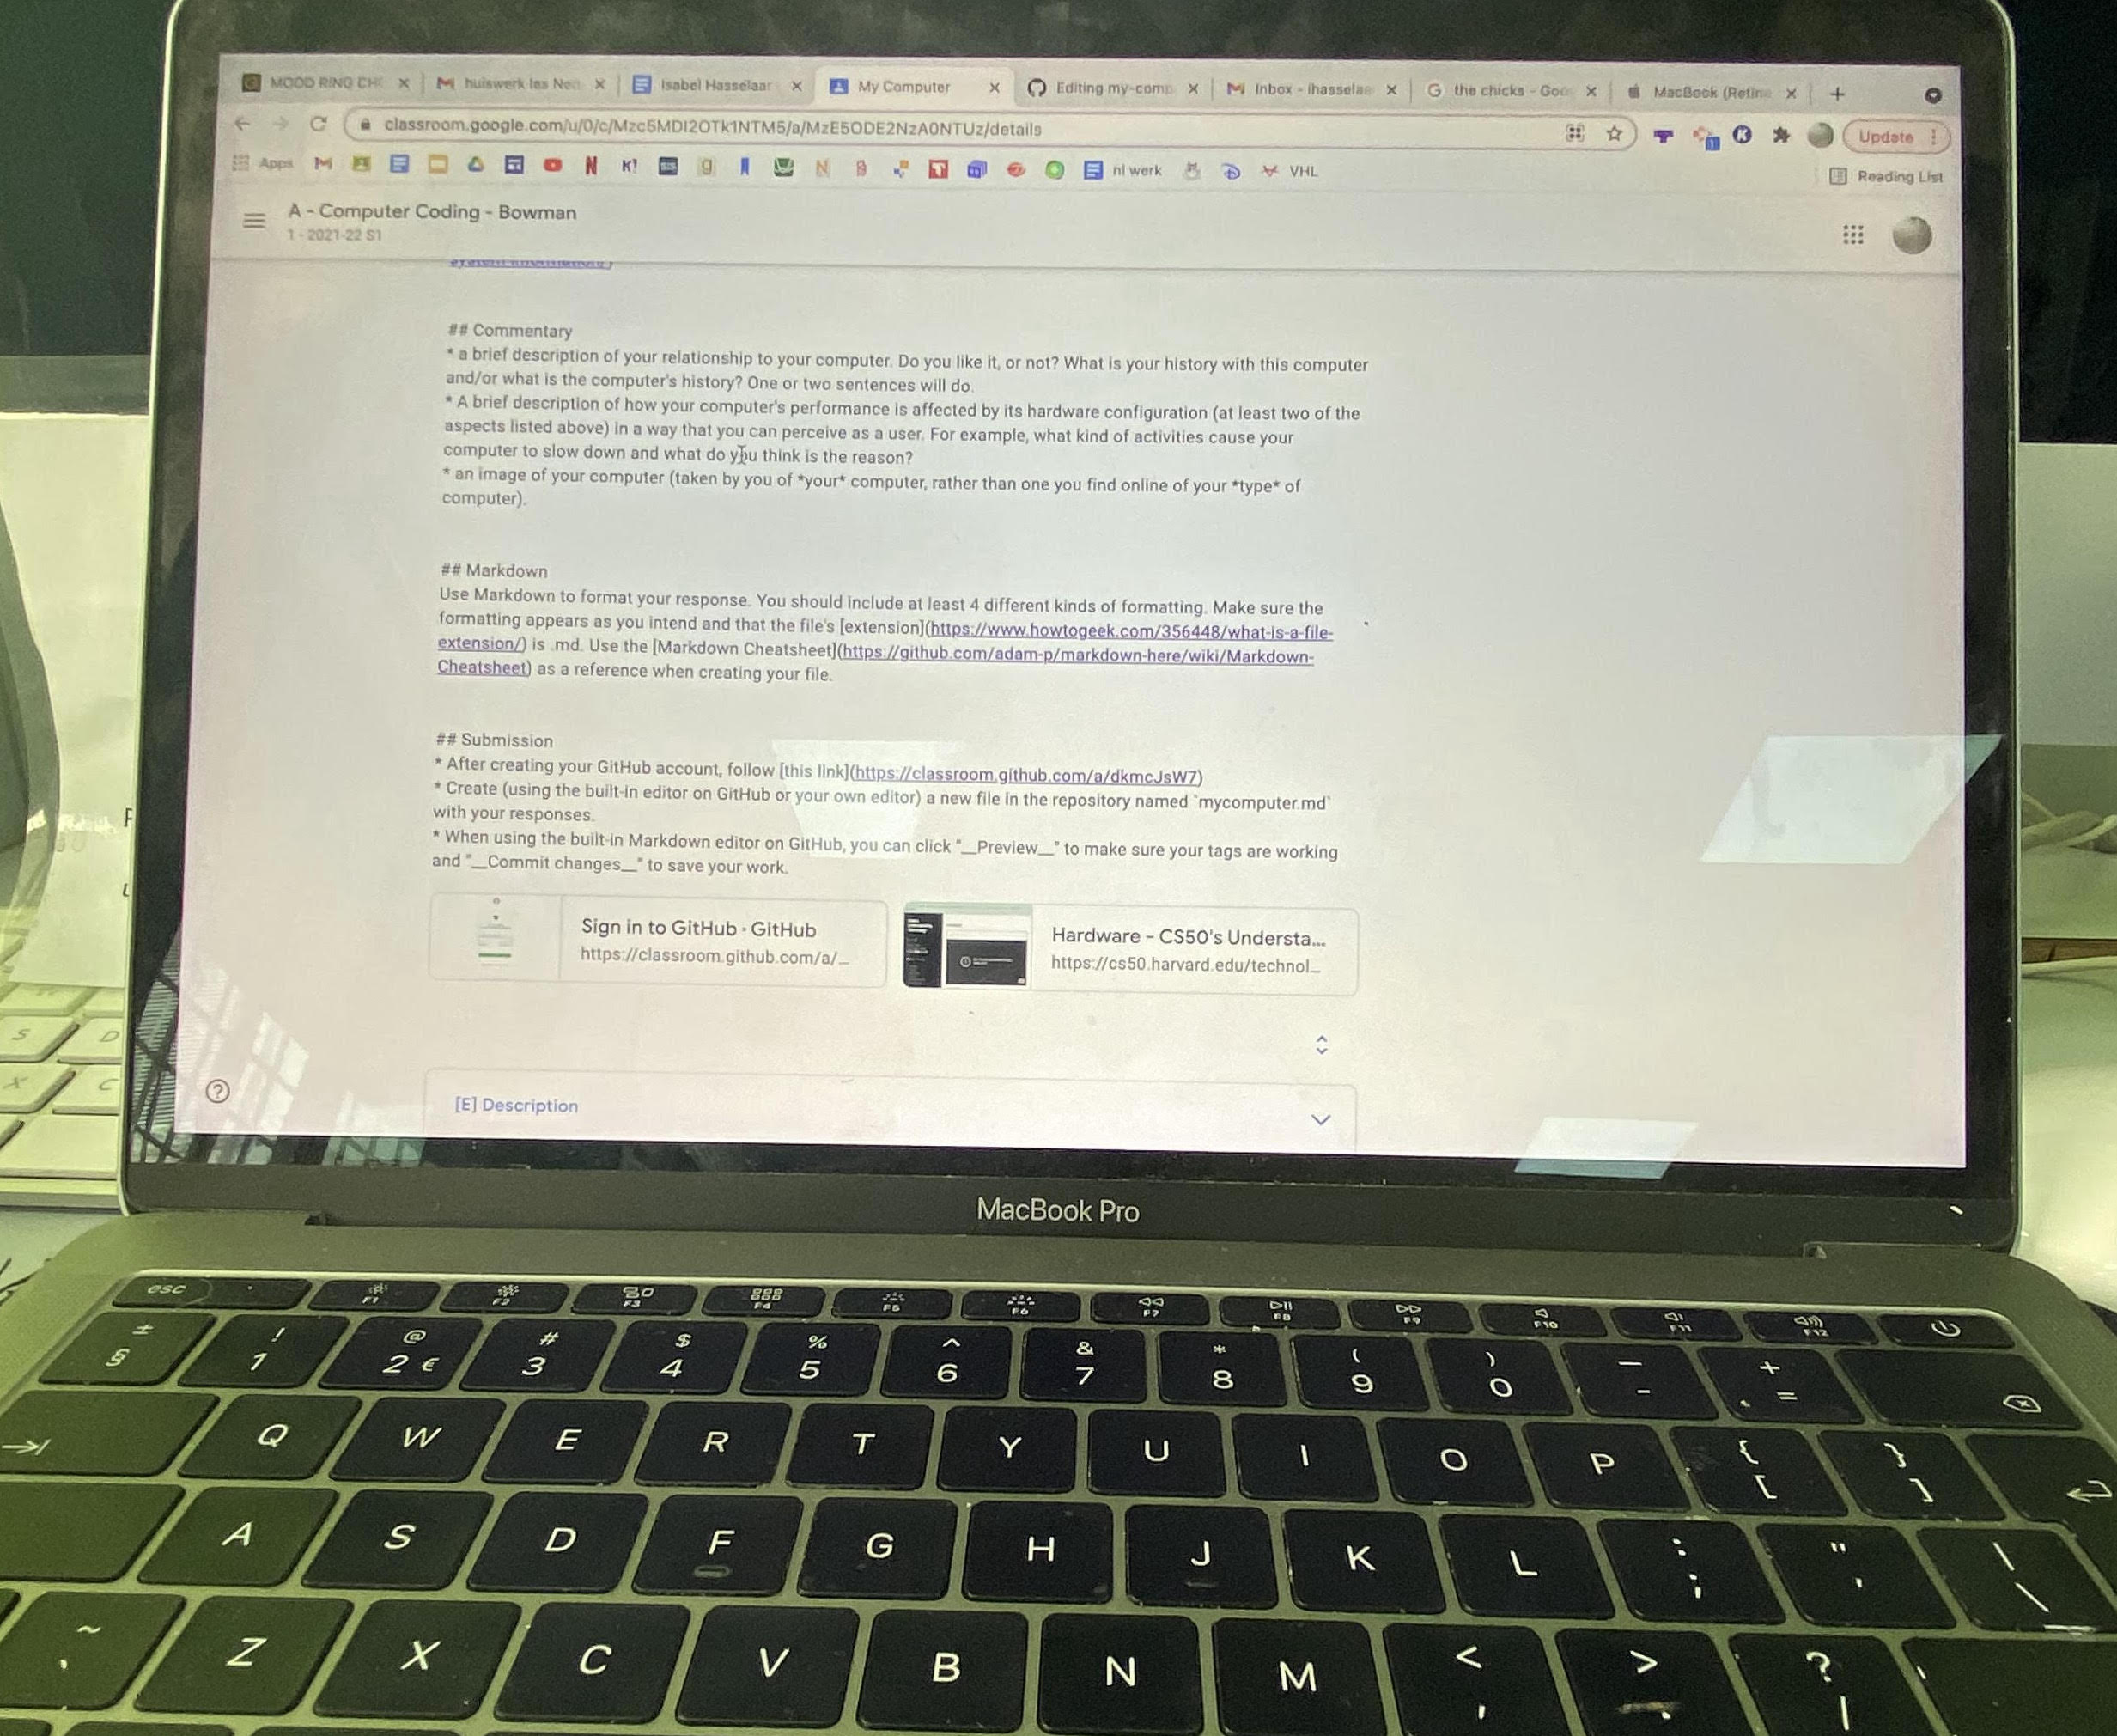 MOOD RING CH
huiswerk les Ne
Isabel Hasselaar
My Computer
Editing my-comp
Inbox - ihasselae
the chicks - Goo
MacBook (Retina
classroom.google.com/u/0/c/Mzc5MDI2OTk1NTM5/a/MzE5ODE2NzA0NTUz/details
Update
Apps
K!
nl werk
VHL
Reading List
A - Computer Coding - Bowman
1 - 2021-22 S1
## Commentary
* a brief description of your relationship to your computer. Do you like it, or not? What is your history with this computer
and/or what is the computer's history? One or two sentences will do.
* A brief description of how your computer's performance is affected by its hardware configuration (at least two of the
aspects listed above) in a way that you can perceive as a user. For example, what kind of activities cause your
computer to slow down and what do you think is the reason?
* an image of your computer (taken by you of *your* computer, rather than one you find online of your *type* of
computer).
## Markdown
Use Markdown to format your response. You should include at least 4 different kinds of formatting. Make sure the
formatting appears as you intend and that the file's [extension](https://www.howtogeek.com/356448/what-is-a-file-
extension/) is .md. Use the [Markdown Cheatsheet](https://github.com/adam-p/markdown-here/wiki/Markdown-
Cheatsheet) as a reference when creating your file.
## Submission
* After creating your GitHub account, follow [this link](https://classroom.github.com/a/dkmcJsW7)
* Create (using the built-in editor on GitHub or your own editor) a new file in the repository named `mycomputer.md`
with your responses.
* When using the built-in Markdown editor on GitHub, you can click "__Preview__" to make sure your tags are working
and "__Commit changes__" to save your work.
Sign in to GitHub · GitHub
https://classroom.github.com/a/...
Hardware - CS50's Understa...
https://cs50.harvard.edu/technol...
[E] Description
MacBook Pro
esc F1 F2 F3 F4 F5 F6 F7 F8 F9 F10 F11 F12
± ! @ # $ % ^ & * ( ) — +
§ 1 2 € 3 4 5 6 7 8 9 0 - =
Q W E R T Y U I O P { [ } ]
A S D F G H J K L : ; " ' | \
~ ` Z X C V B N M < , > . ? /
S D
X C